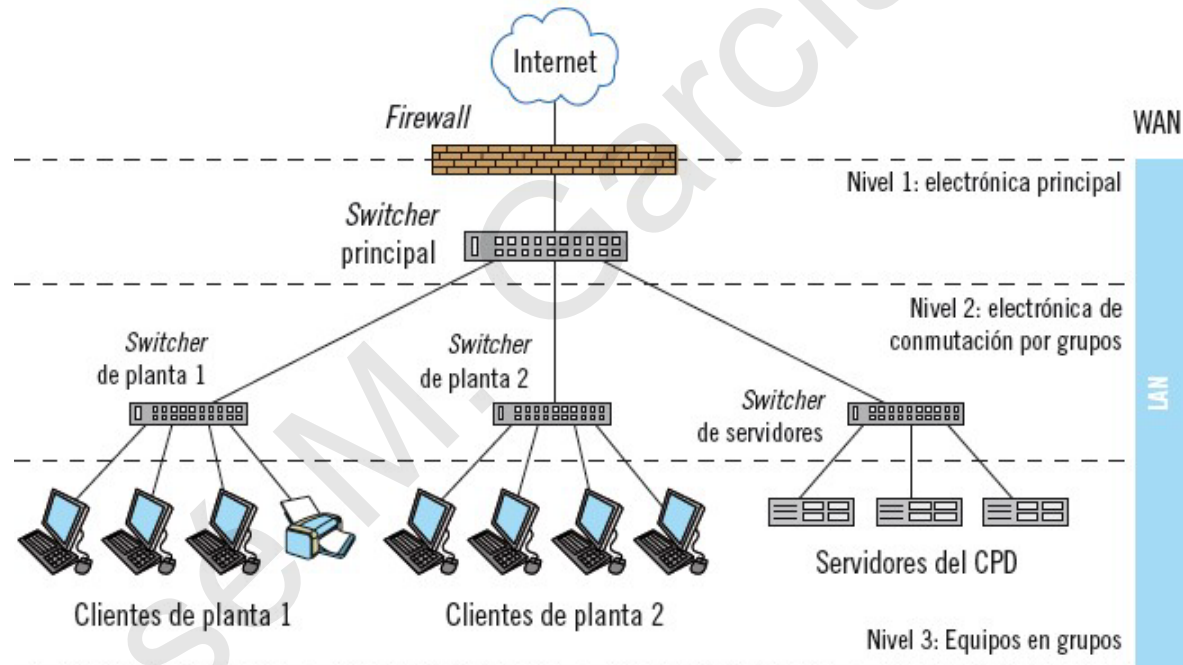 Internet
Firewall
WAN
Nivel 1: electrónica principal
Switcher
principal
Nivel 2: electrónica de
conmutación por grupos
Switcher
de planta 1
Switcher
de planta 2
Switcher
de servidores
LAN
Servidores del CPD
Clientes de planta 1
Clientes de planta 2
Nivel 3: Equipos en grupos
seM. Garcia